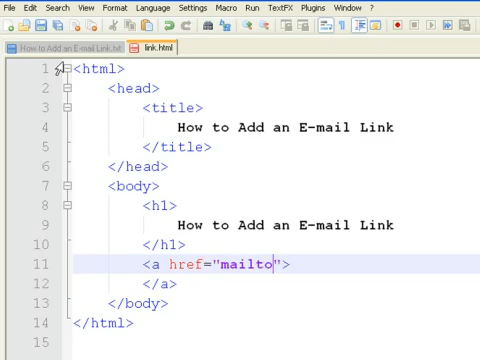 File Edit Search View Format Language Settings Macro Run TextFX Plugins Window ?
How to Add an E-mail Link.txt link.html
1 <html>
2 <head>
3 <title>
4 How to Add an E-mail Link
5 </title>
6 </head>
7 <body>
8 <h1>
9 How to Add an E-mail Link
10 </h1>
11 <a href="mailto">
12 </a>
13 </body>
14 </html>
15